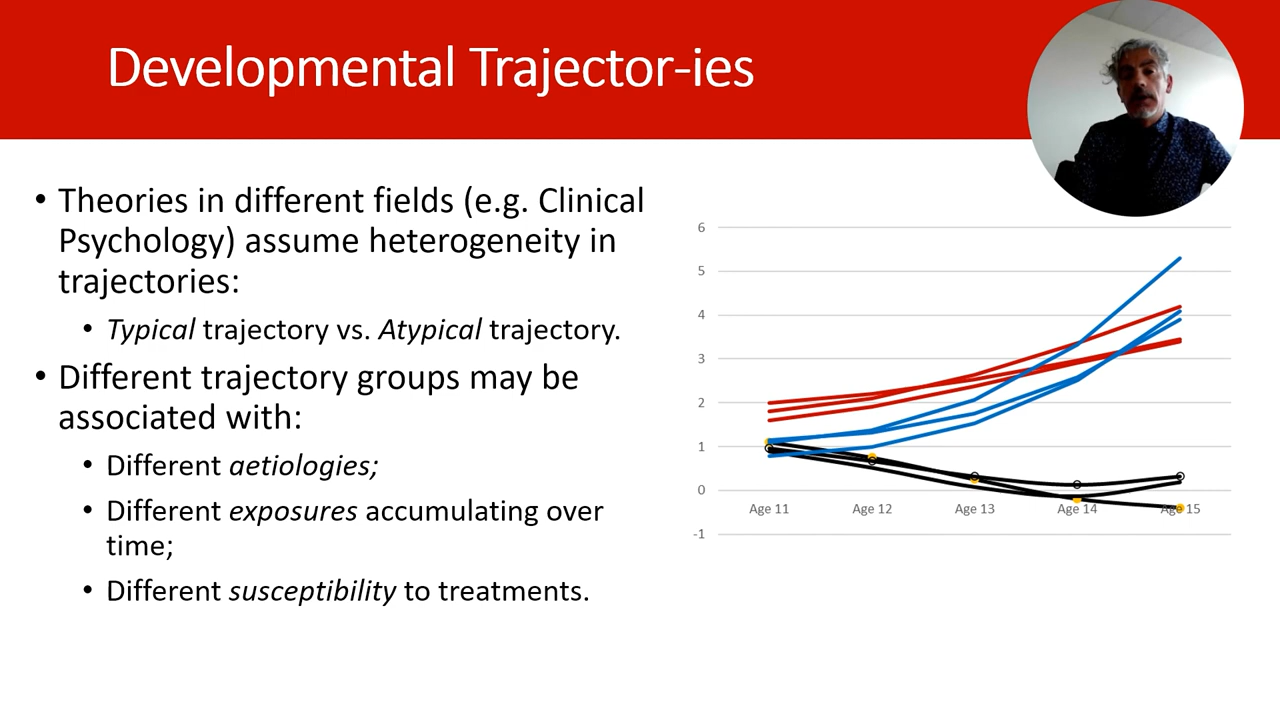 Developmental Trajector-ies
• Theories in different fields (e.g. Clinical
Psychology) assume heterogeneity in
trajectories:
• Typical trajectory vs. Atypical trajectory.
• Different trajectory groups may be
associated with:
• Different aetiologies;
• Different exposures accumulating over
time;
• Different susceptibility to treatments.
6
5
4
3
2
1
0
-1
Age 11 Age 12 Age 13 Age 14 Age 15